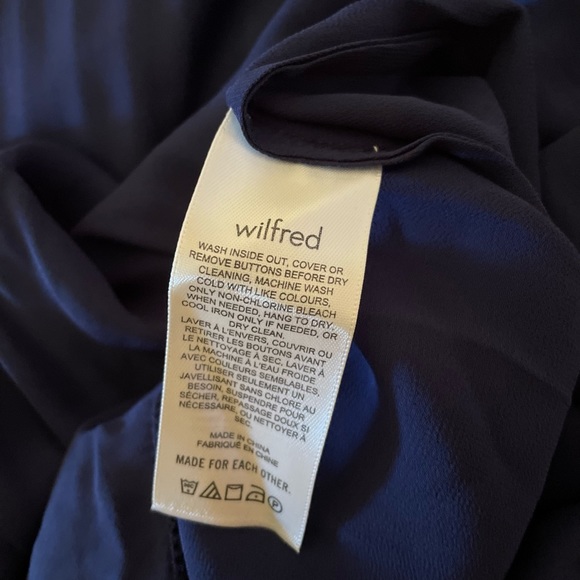 wilfred
WASH INSIDE OUT, COVER OR
REMOVE BUTTONS BEFORE DRY
CLEANING, MACHINE WASH
COLD WITH LIKE COLOURS,
ONLY NON-CHLORINE BLEACH
WHEN NEEDED, HANG TO DRY,
COOL IRON ONLY IF NEEDED, OR
DRY CLEAN.
LAVER À L'ENVERS, COUVRIR OU
RETIRER LES BOUTONS AVANT
LE NETTOYAGE À SEC, LAVER À
LA MACHINE À L'EAU FROIDE
AVEC COULEURS SEMBLABLES,
UTILISER SEULEMENT UN
JAVELLISANT SANS CHLORE AU
BESOIN, SUSPENDRE POUR
SÉCHER, REPASSAGE DOUX SI
NÉCESSAIRE, OU NETTOYER À
SEC.
MADE IN CHINA
FABRIQUÉ EN CHINE
MADE FOR EACH OTHER.
P